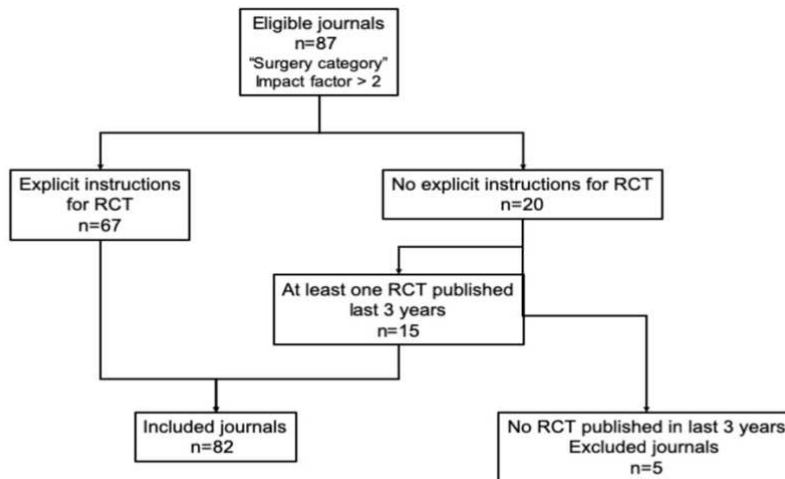 Eligible journals
n=87
“Surgery category”
Impact factor > 2
Explicit instructions
for RCT
n=67
No explicit instructions for RCT
n=20
At least one RCT published
last 3 years
n=15
Included journals
n=82
No RCT published in last 3 years
Excluded journals
n=5